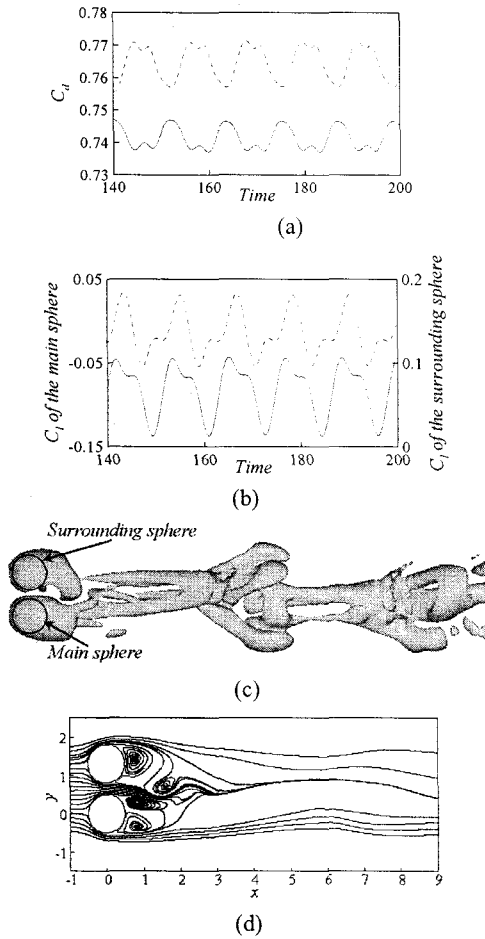 0.78
0.77
0.76
0.75
0.74
0.73
C_d
140 160 180 200
Time
(a)
0.05
-0.05
-0.15
C_l of the main sphere
0.2
0.1
0
C_l of the surrounding sphere
140 160 180 200
Time
(b)
Surrounding sphere
Main sphere
(c)
2
1
0
-1
y
-1 0 1 2 3 4 5 6 7 8 9
x
(d)